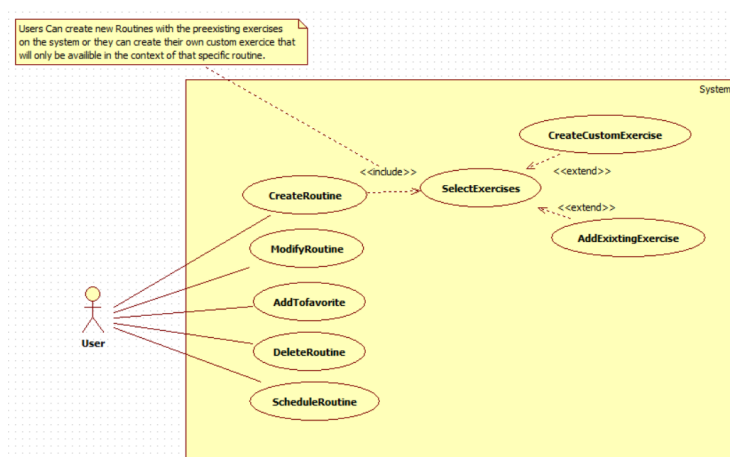 Users Can create new Routines with the preexisting exercises
on the system or they can create their own custom exercice that
will only be availible in the context of that specific routine.
System
CreateCustomExercise
<<extend>>
<<include>>
SelectExercises
CreateRoutine
<<extend>>
AddExixtingExercise
ModifyRoutine
AddTofavorite
User
DeleteRoutine
ScheduleRoutine